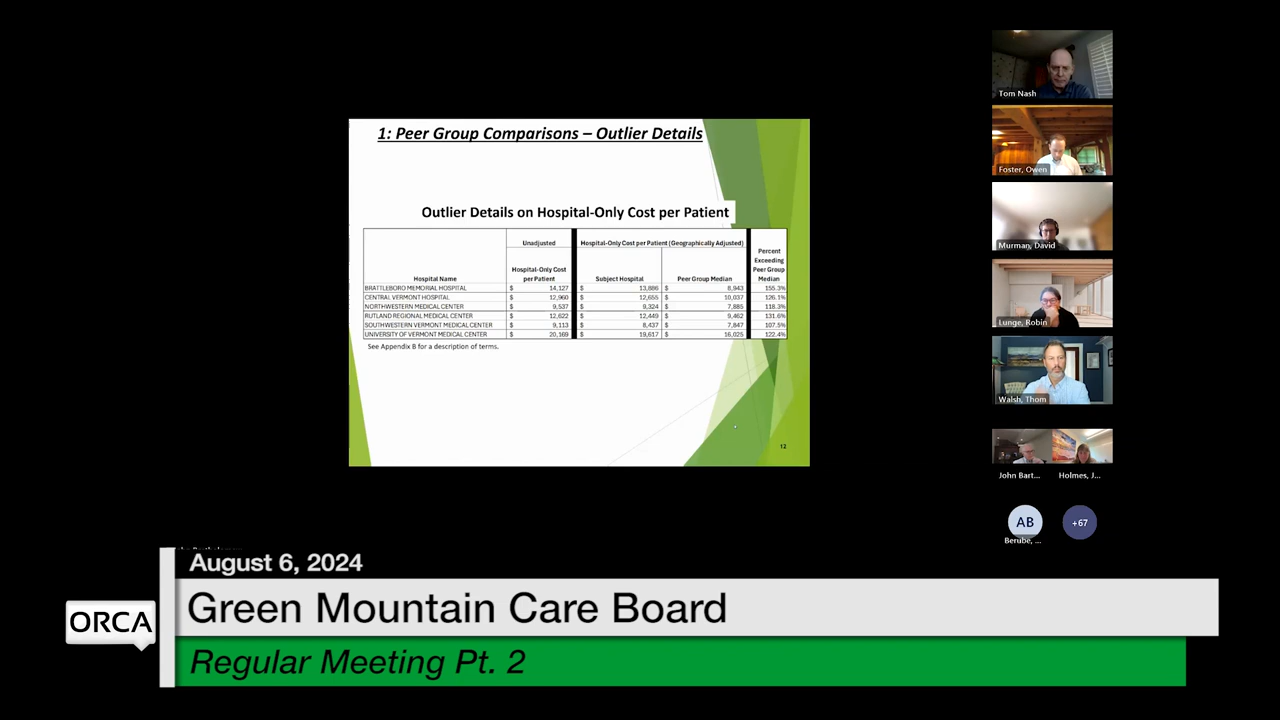 1: Peer Group Comparisons – Outlier Details
Outlier Details on Hospital-Only Cost per Patient
Unadjusted Hospital-Only Cost per Patient (Geographically Adjusted) Percent Exceeding Peer Group Median
Hospital Name Hospital-Only Cost per Patient Subject Hospital Peer Group Median
BRATTLEBORO MEMORIAL HOSPITAL $ 14,127 $ 13,886 $ 8,943 155.3%
CENTRAL VERMONT HOSPITAL $ 12,960 $ 12,655 $ 10,037 126.1%
NORTHWESTERN MEDICAL CENTER $ 9,537 $ 9,324 $ 7,885 118.3%
RUTLAND REGIONAL MEDICAL CENTER $ 12,622 $ 12,449 $ 9,462 131.6%
SOUTHWESTERN VERMONT MEDICAL CENTER $ 9,113 $ 8,437 $ 7,847 107.5%
UNIVERSITY OF VERMONT MEDICAL CENTER $ 20,169 $ 19,617 $ 16,025 122.4%
See Appendix B for a description of terms.
12
Tom Nash
Foster, Owen
Murman, David
Lunge, Robin
Walsh, Thom
John Bart... Holmes, J...
AB +67
Berube, ...
August 6, 2024
ORCA
Green Mountain Care Board
Regular Meeting Pt. 2